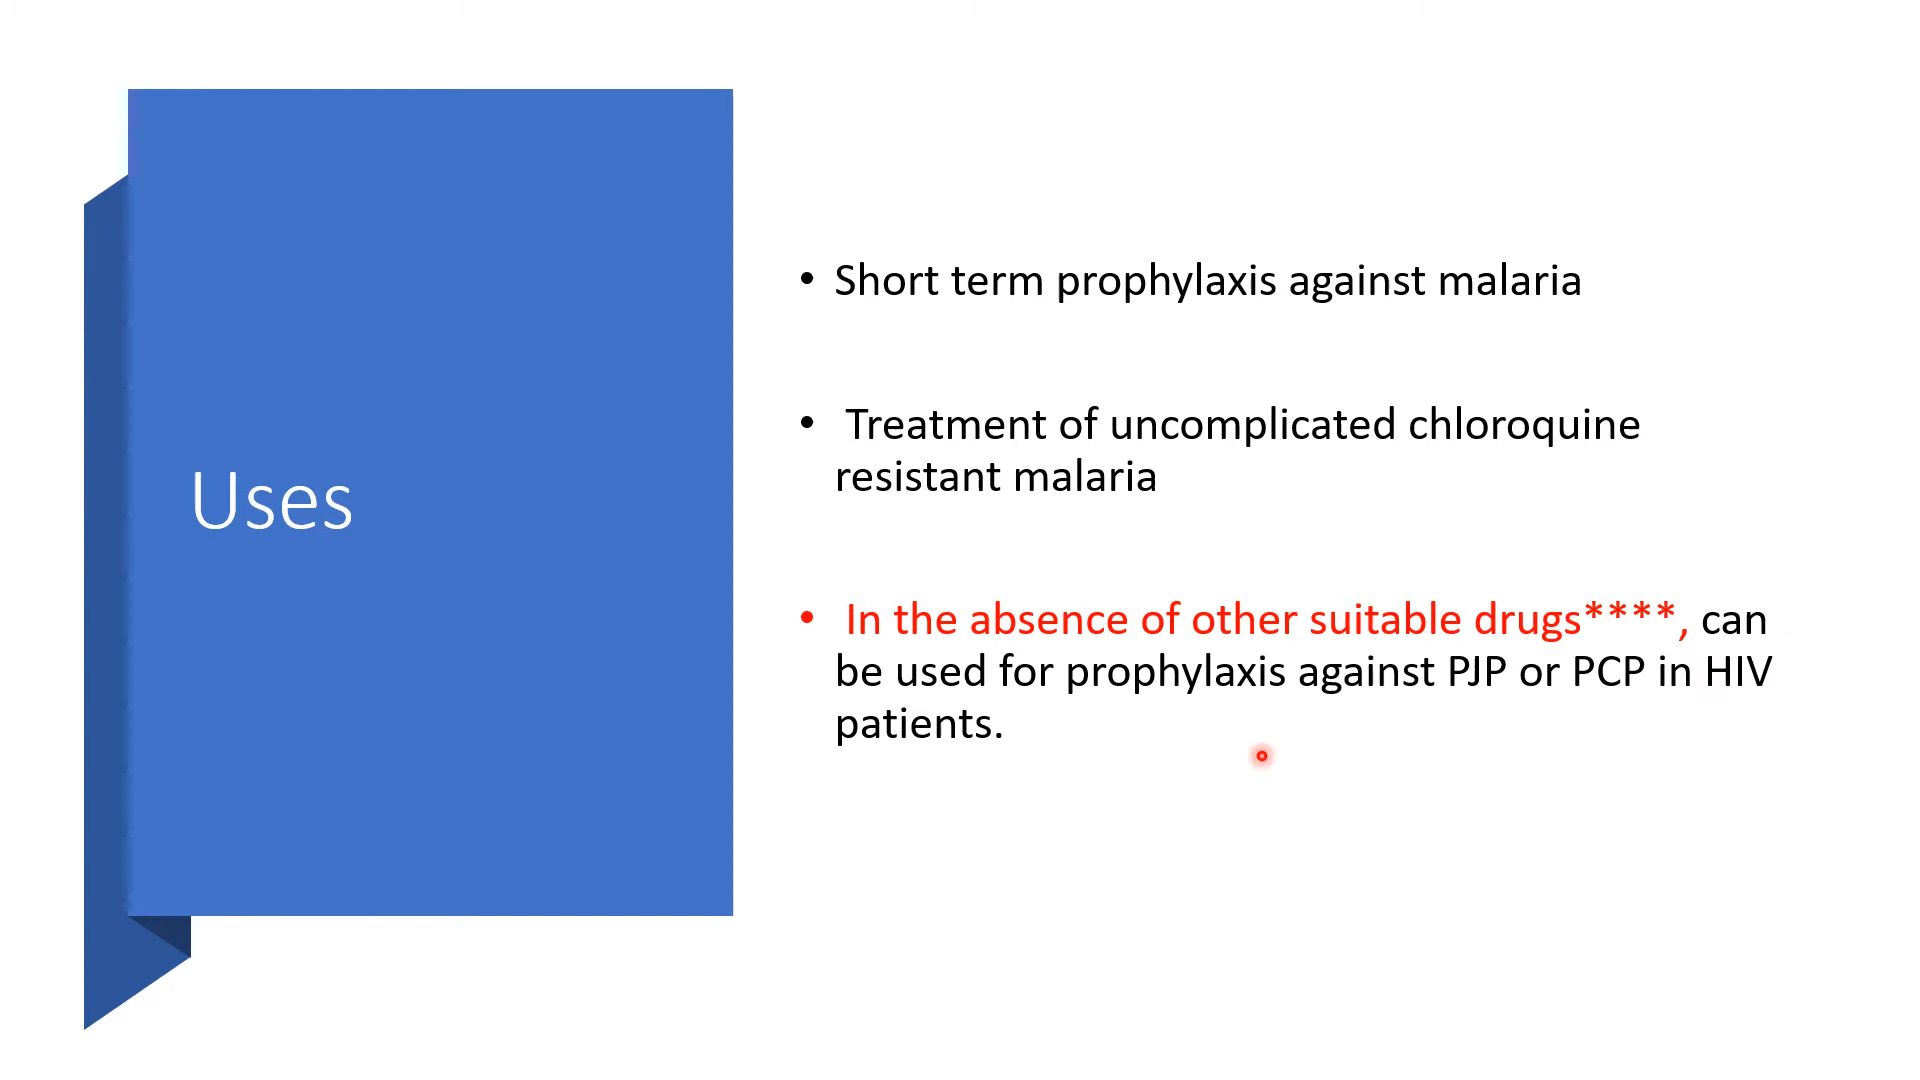 Uses
• Short term prophylaxis against malaria
• Treatment of uncomplicated chloroquine
resistant malaria
• In the absence of other suitable drugs****, can
be used for prophylaxis against PJP or PCP in HIV
patients.